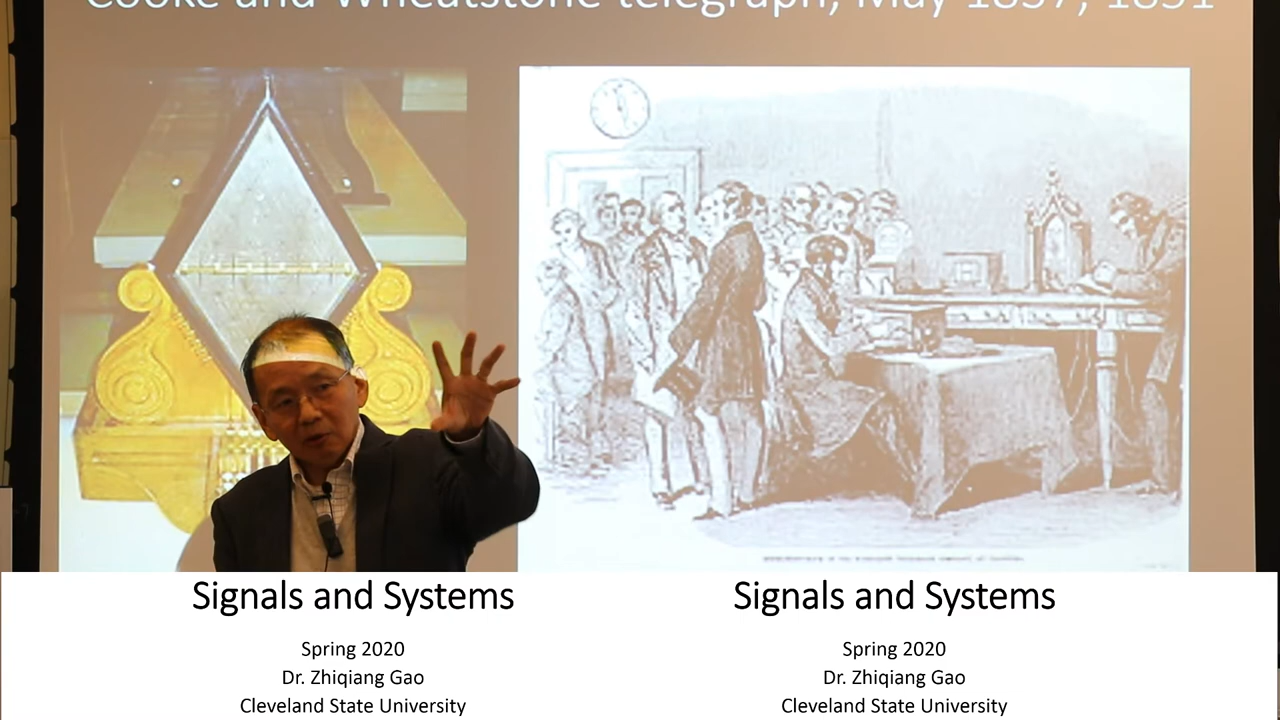 Cooke and Wheatstone telegraph, May 1837, 1851
Signals and Systems
Spring 2020
Dr. Zhiqiang Gao
Cleveland State University
Signals and Systems
Spring 2020
Dr. Zhiqiang Gao
Cleveland State University